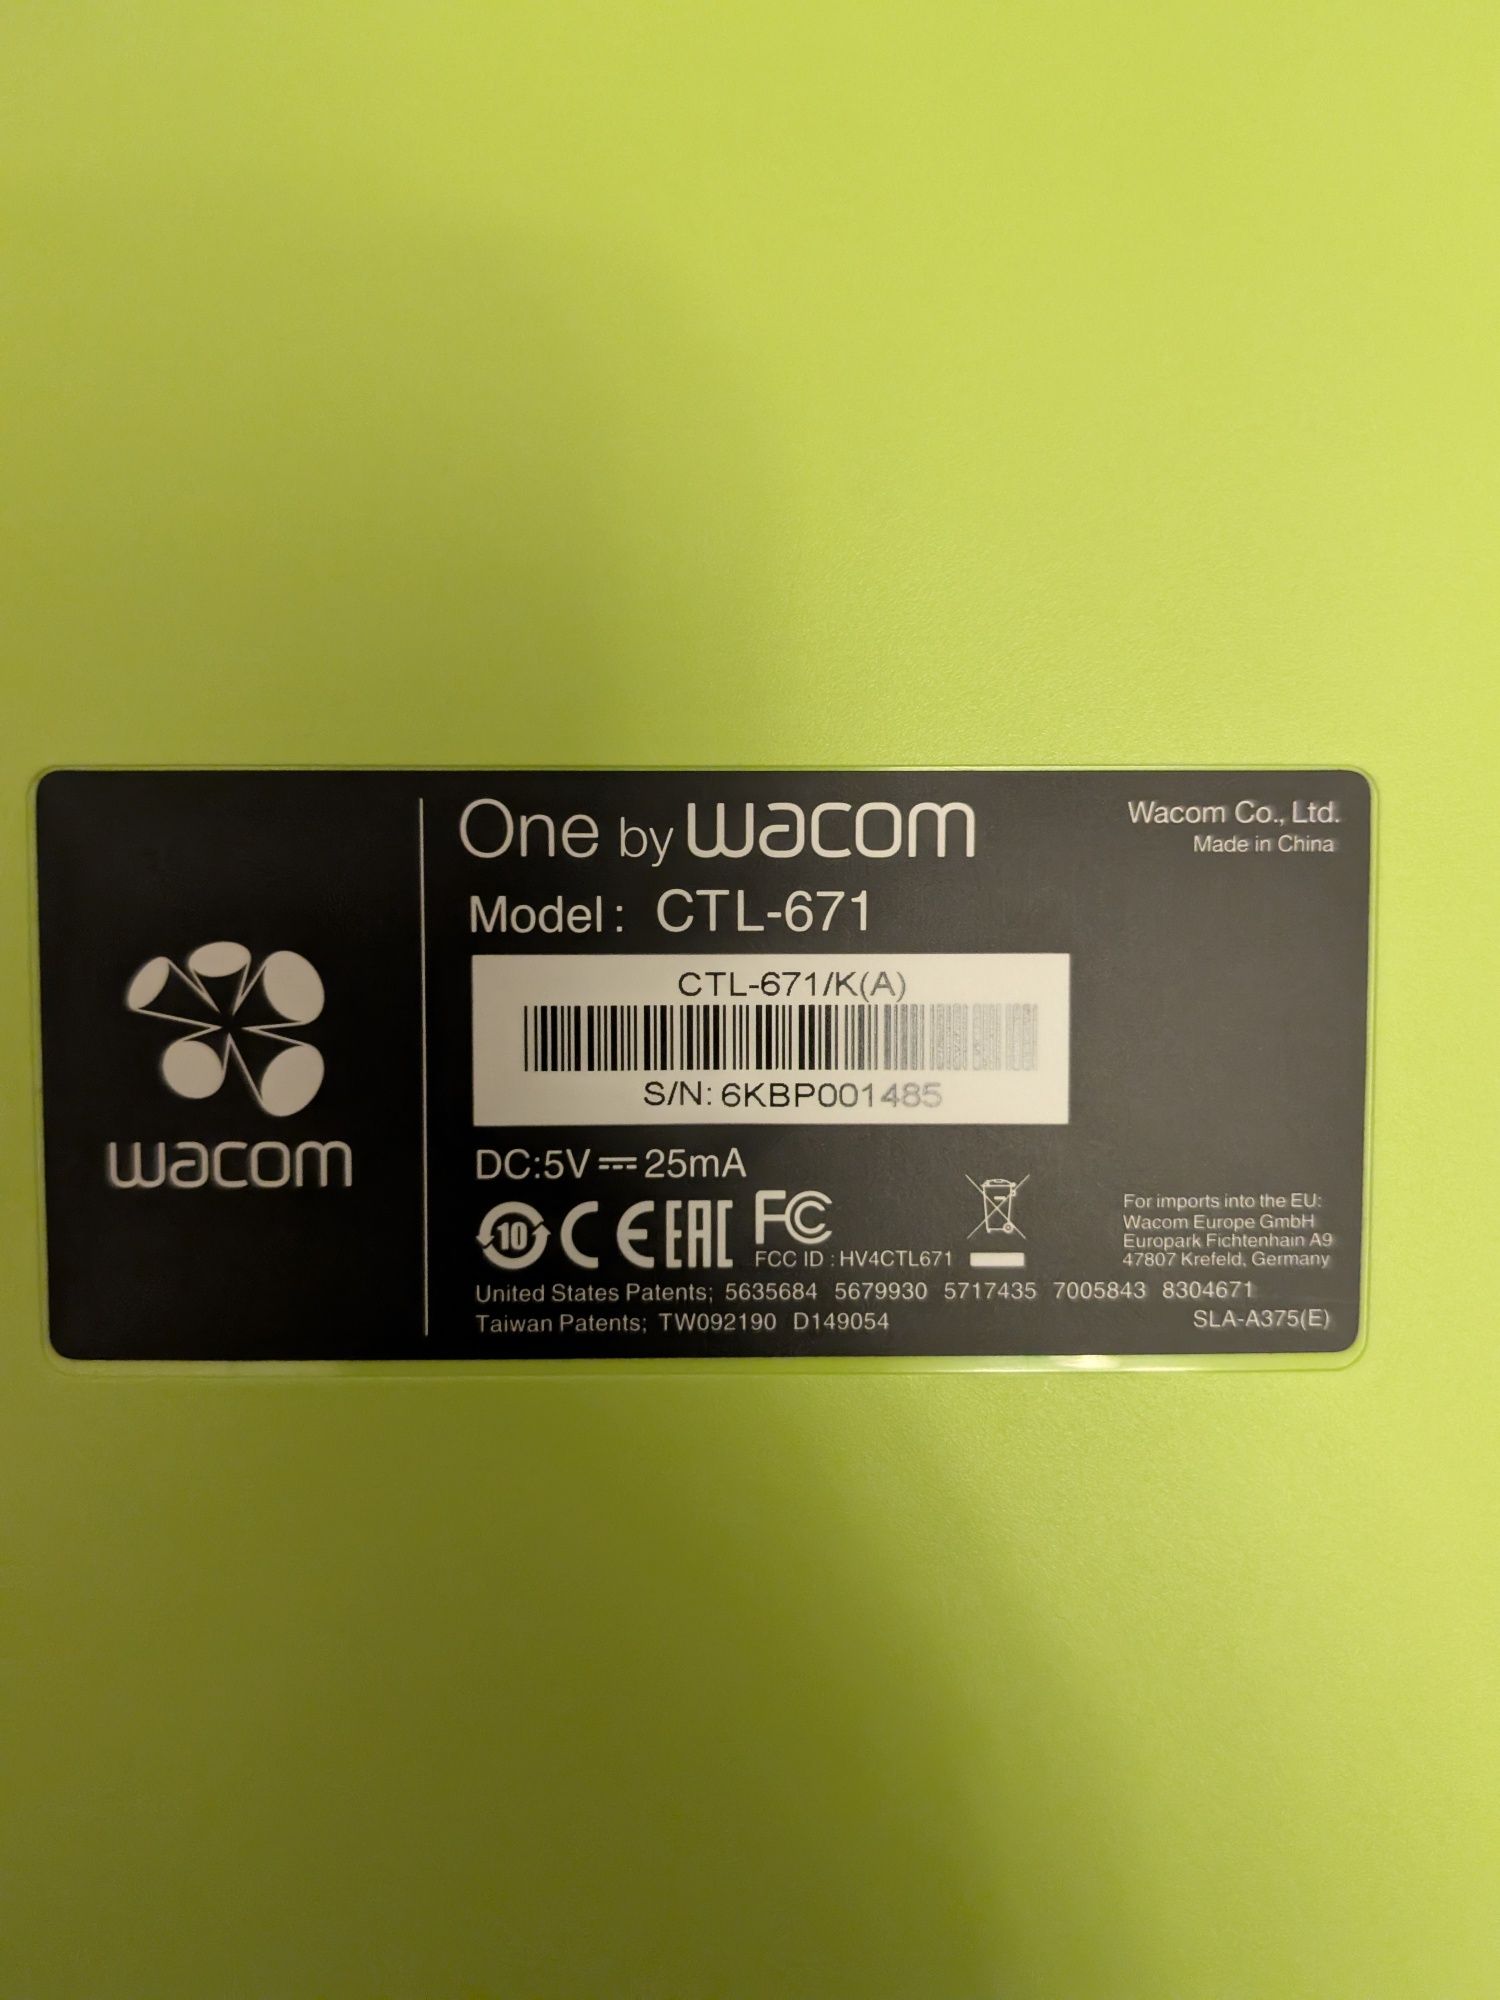 One by wacom
Wacom Co., Ltd.
Made in China
Model: CTL-671
CTL-671/K(A)
S/N: 6KBP001485
wacom
DC:5V 25mA
10 CE EAC FC
FCC ID : HV4CTL671
For imports into the EU:
Wacom Europe GmbH
Europark Fichtenhain A9
47807 Krefeld, Germany
United States Patents; 5635684 5679930 5717435 7005843 8304671
Taiwan Patents; TW092190 D149054
SLA-A375(E)